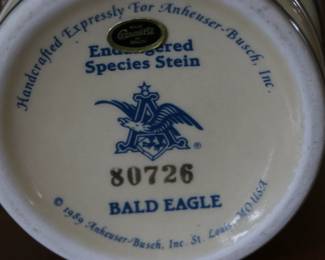 Handcrafted Expressly For Anheuser-Busch, Inc.
Endangered
Species Stein
A
®
80726
BALD EAGLE
© 1989 Anheuser-Busch, Inc. St. Louis, MO USA